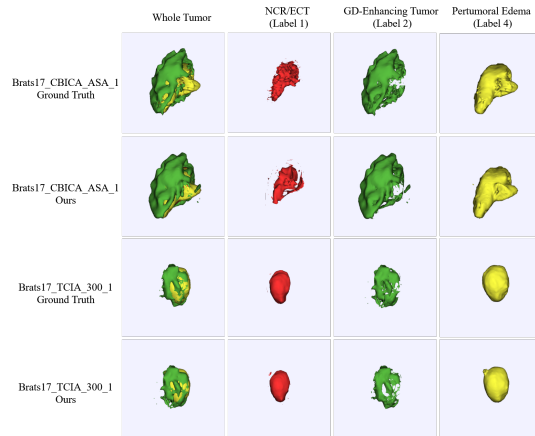 Whole Tumor
NCR/ECT
(Label 1)
GD-Enhancing Tumor
(Label 2)
Pertumoral Edema
(Label 4)
Brats17_CBICA_ASA_1
Ground Truth
Brats17_CBICA_ASA_1
Ours
Brats17_TCIA_300_1
Ground Truth
Brats17_TCIA_300_1
Ours